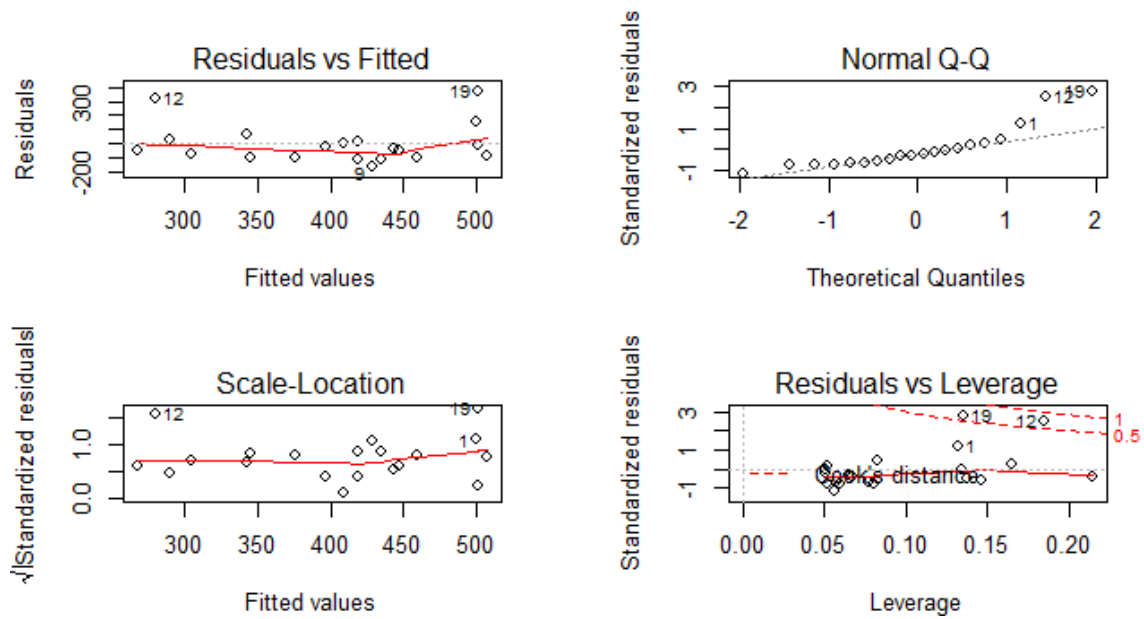 Residuals vs Fitted
Residuals
300
-200
12
19
9
300 350 400 450 500
Fitted values
Normal Q-Q
Standardized residuals
3
1
-1
12
19
1
-2 -1 0 1 2
Theoretical Quantiles
Scale-Location
√|Standardized residuals|
1.0
0.0
12
19
1
300 350 400 450 500
Fitted values
Residuals vs Leverage
Standardized residuals
3
1
-1
19
12
1
1
0.5
Cook's distance
0.00 0.05 0.10 0.15 0.20
Leverage